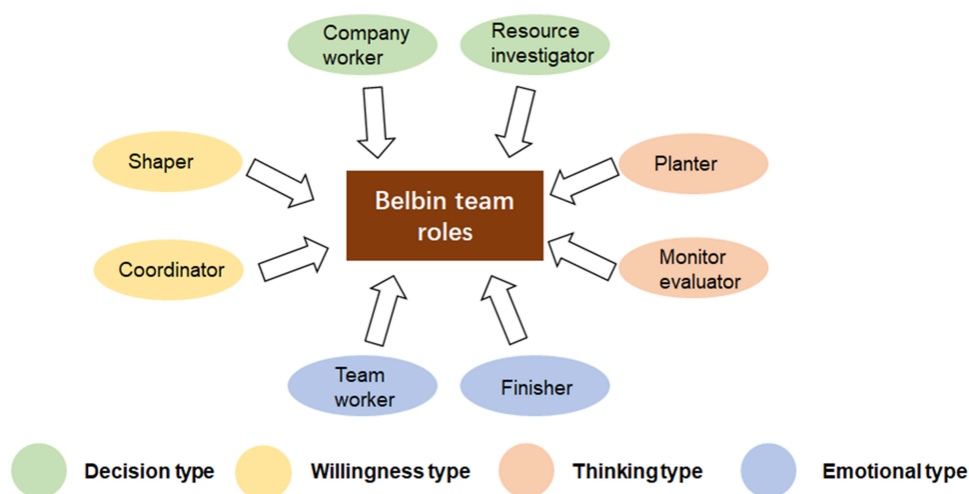 Company
worker
Resource
investigator
Shaper
Planter
Belbin team
roles
Coordinator
Monitor
evaluator
Team
worker
Finisher
Decision type
Willingness type
Thinking type
Emotional type